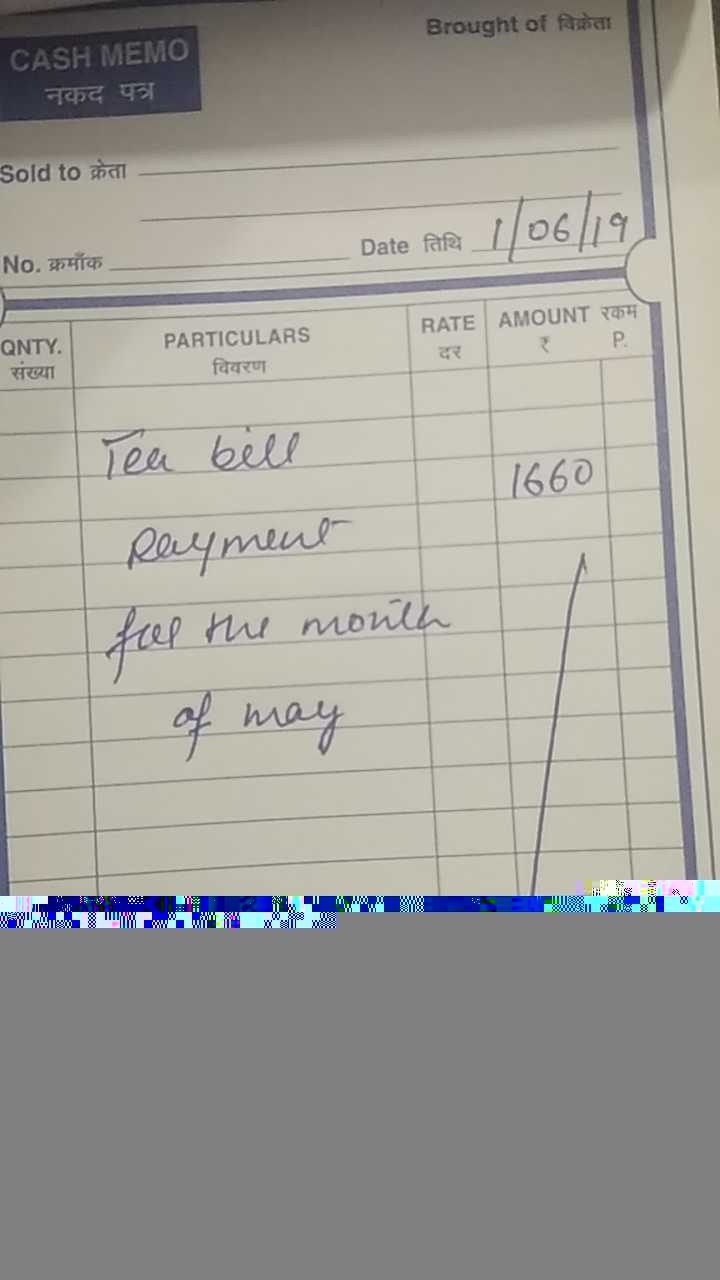 Brought of विक्रेता
CASH MEMO
नकद पत्र
Sold to क्रेता
No. क्रमाँक
Date तिथि 1/06/19
QNTY. PARTICULARS RATE AMOUNT रकम
संख्या विवरण दर ₹ P.
Tea bill
1660
Payment
for the month
of may